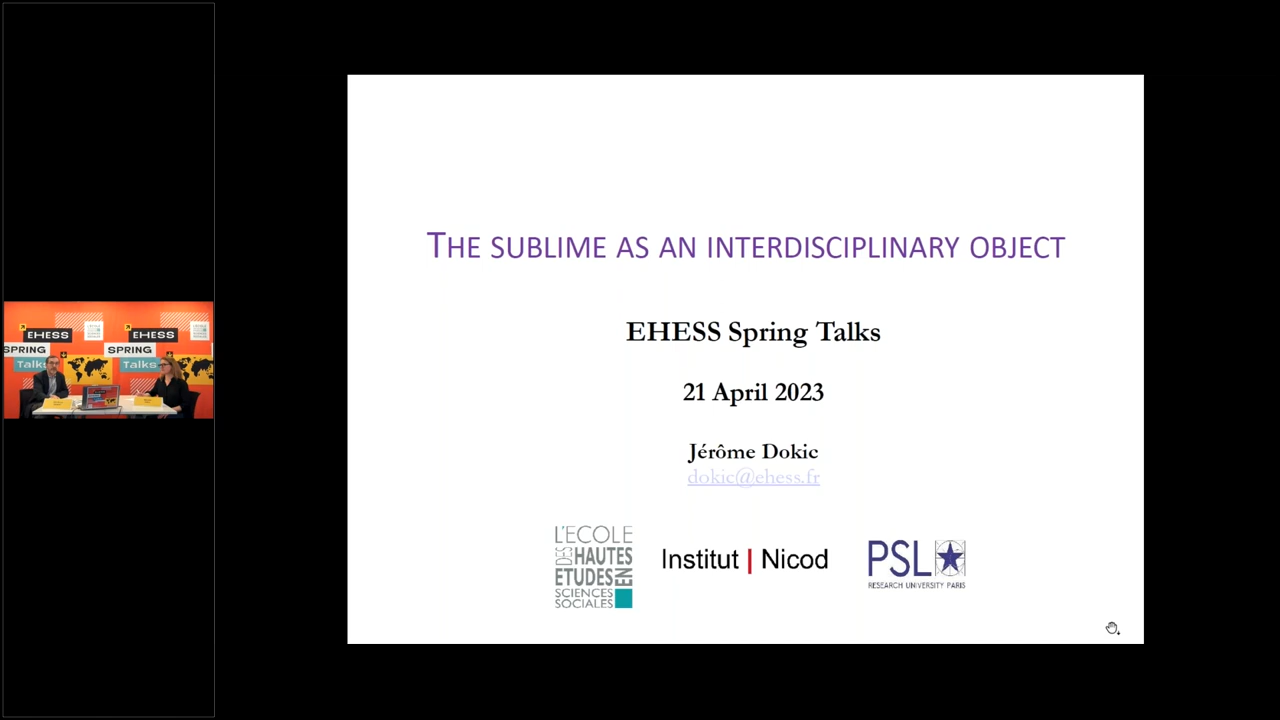 EHESS
EHESS
SPRING
SPRING
Talks
Talks
THE SUBLIME AS AN INTERDISCIPLINARY OBJECT
EHESS Spring Talks
21 April 2023
Jérôme Dokic
dokic@ehess.fr
L'ECOLE
DES HAUTES
ETUDES EN
SCIENCES
SOCIALES
Institut | Nicod
PSL
RESEARCH UNIVERSITY PARIS